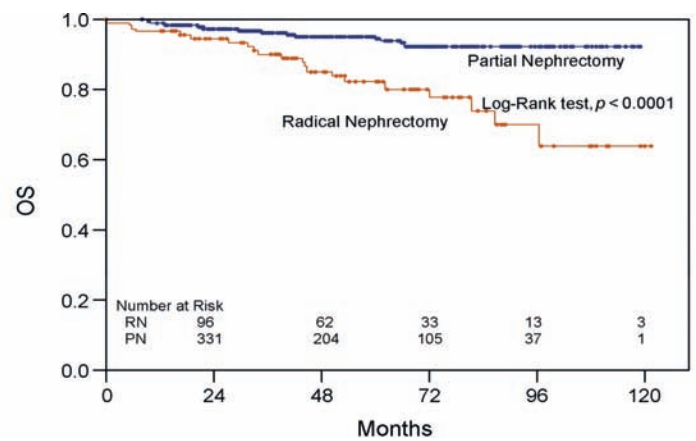 1.0
Partial Nephrectomy
0.8
Log-Rank test, p < 0.0001
Radical Nephrectomy
0.6
OS
0.4
0.2
Number at Risk
RN 96 62 33 13 3
PN 331 204 105 37 1
0.0
0 24 48 72 96 120
Months